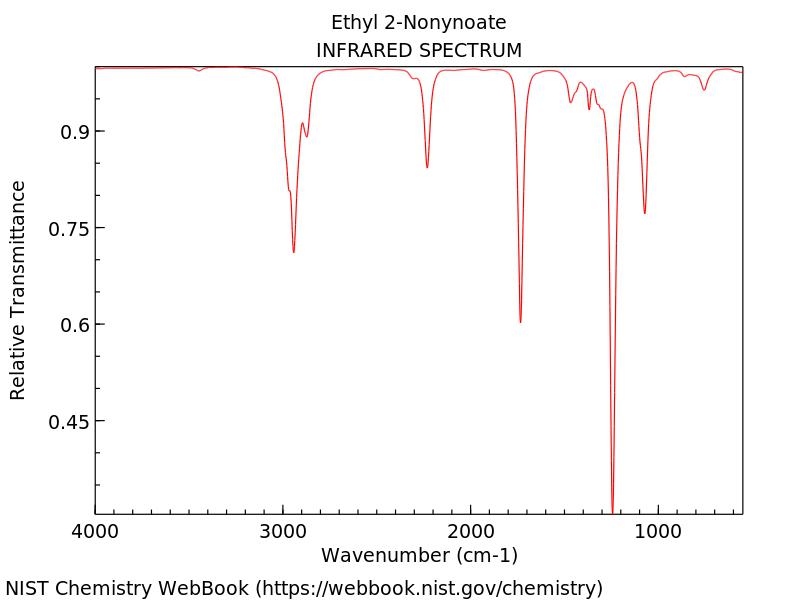 Ethyl 2-Nonynoate
INFRARED SPECTRUM
0.9
0.75
0.6
0.45
Relative Transmittance
4000 3000 2000 1000
Wavenumber (cm-1)
NIST Chemistry WebBook (https://webbook.nist.gov/chemistry)